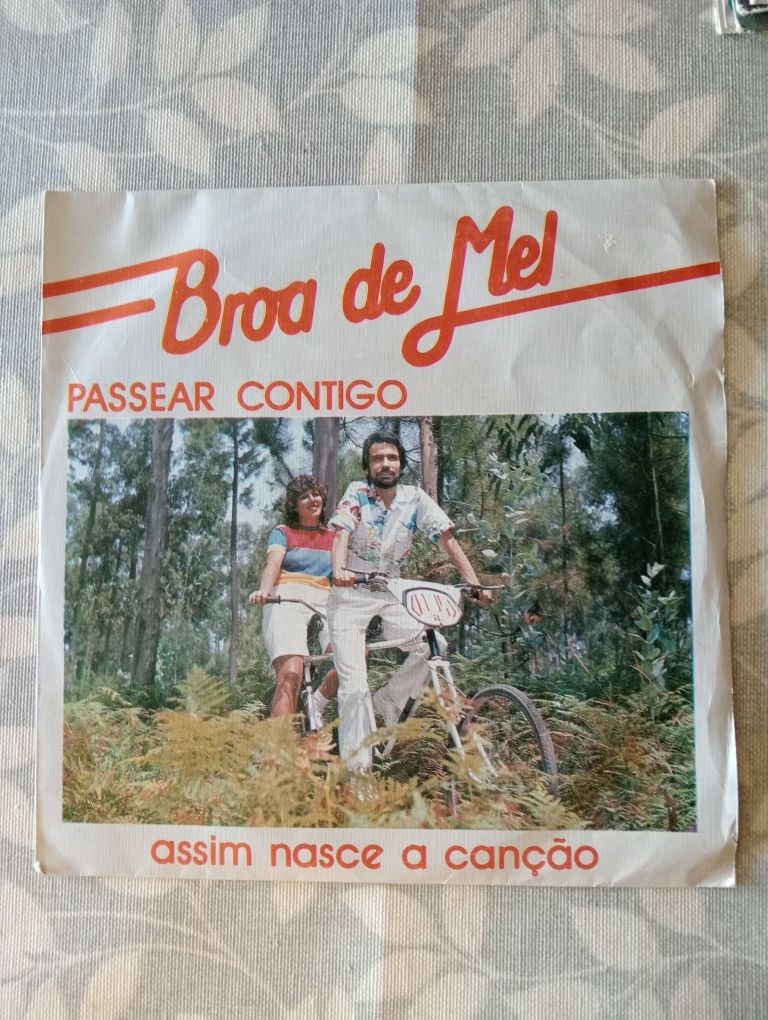 Broa de Mel
PASSEAR CONTIGO
assim nasce a canção